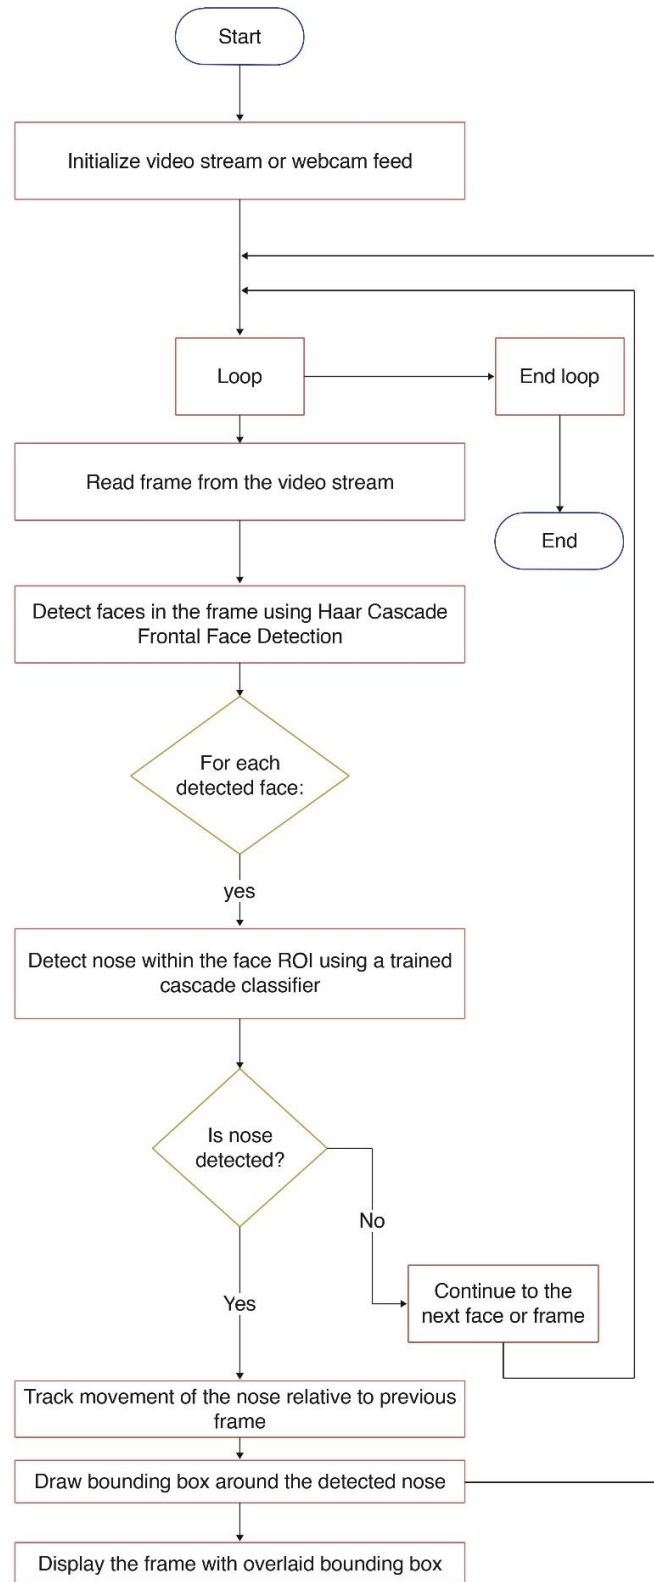 Start
Initialize video stream or webcam feed
Loop
End loop
Read frame from the video stream
End
Detect faces in the frame using Haar Cascade
Frontal Face Detection
For each
detected face:
yes
Detect nose within the face ROI using a trained
cascade classifier
Is nose
detected?
No
Yes
Continue to the
next face or frame
Track movement of the nose relative to previous
frame
Draw bounding box around the detected nose
Display the frame with overlaid bounding box